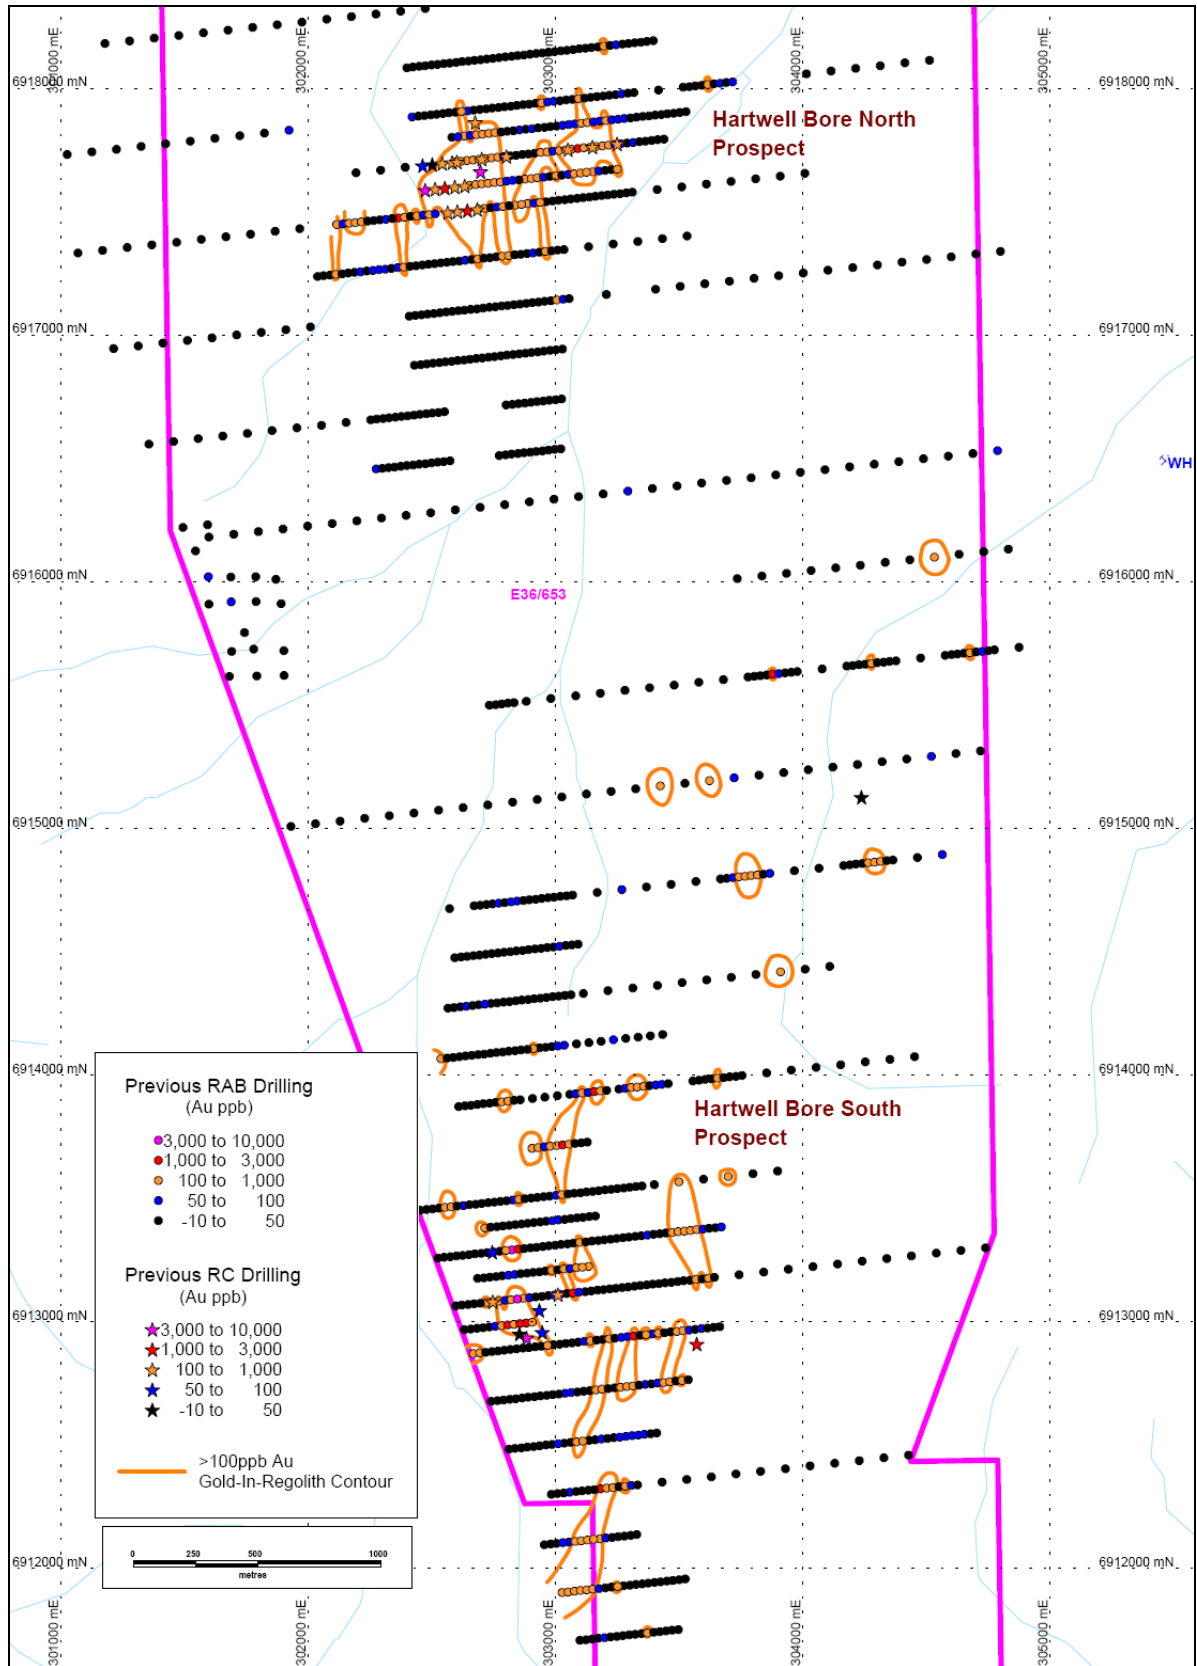 301000 mE
302000 mE
303000 mE
304000 mE
305000 mE
6918000 mN
6918000 mN
Hartwell Bore North
Prospect
6917000 mN
6917000 mN
WH
6916000 mN
6916000 mN
E36/653
6915000 mN
6915000 mN
6914000 mN
6914000 mN
Hartwell Bore South
Prospect
Previous RAB Drilling
(Au ppb)
3,000 to 10,000
1,000 to 3,000
100 to 1,000
50 to 100
-10 to 50
Previous RC Drilling
(Au ppb)
3,000 to 10,000
1,000 to 3,000
100 to 1,000
50 to 100
-10 to 50
>100ppb Au
Gold-In-Regolith Contour
6913000 mN
6913000 mN
0 250 500 1000
metres
6912000 mN
6912000 mN
301000 mE
302000 mE
303000 mE
304000 mE
305000 mE